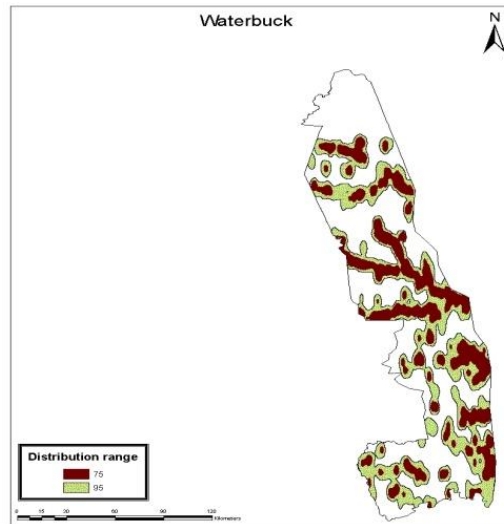 Waterbuck
N
Distribution range
75
95
0 15 30 60 90 120
Kilometers